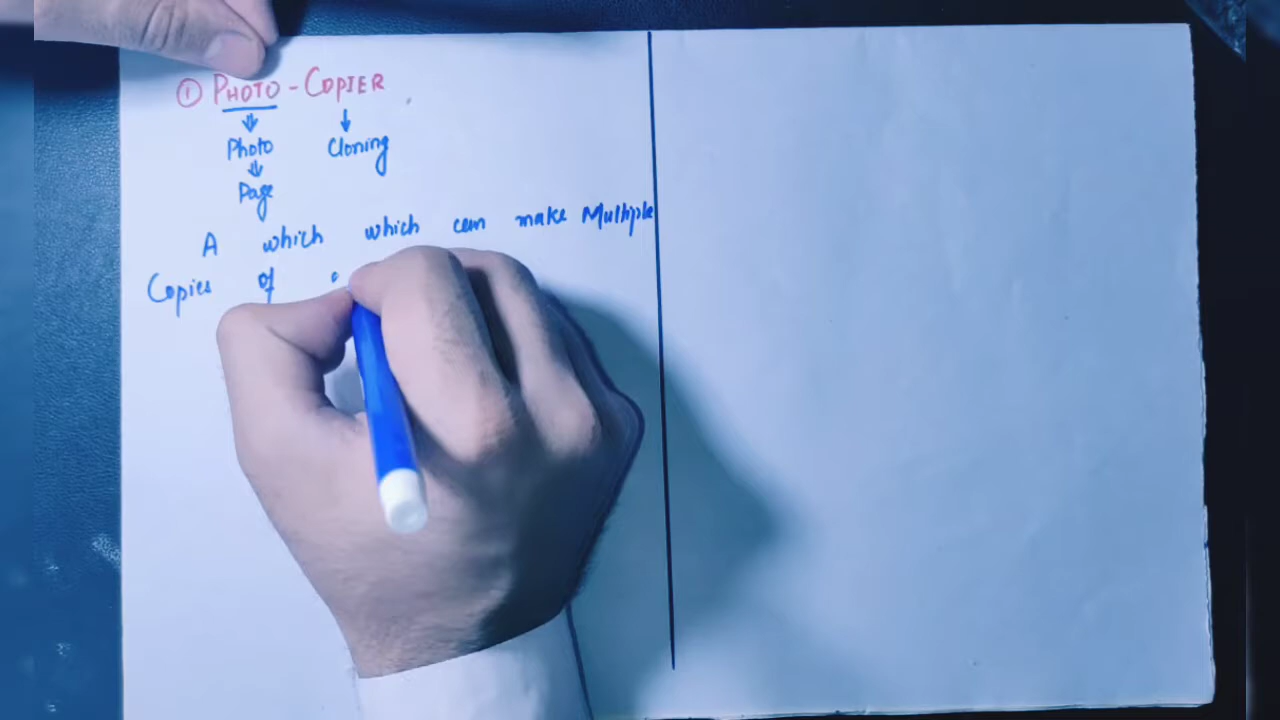 ① PHOTO - COPIER
Photo Cloning
Page
A which which can make Multiple
Copies of